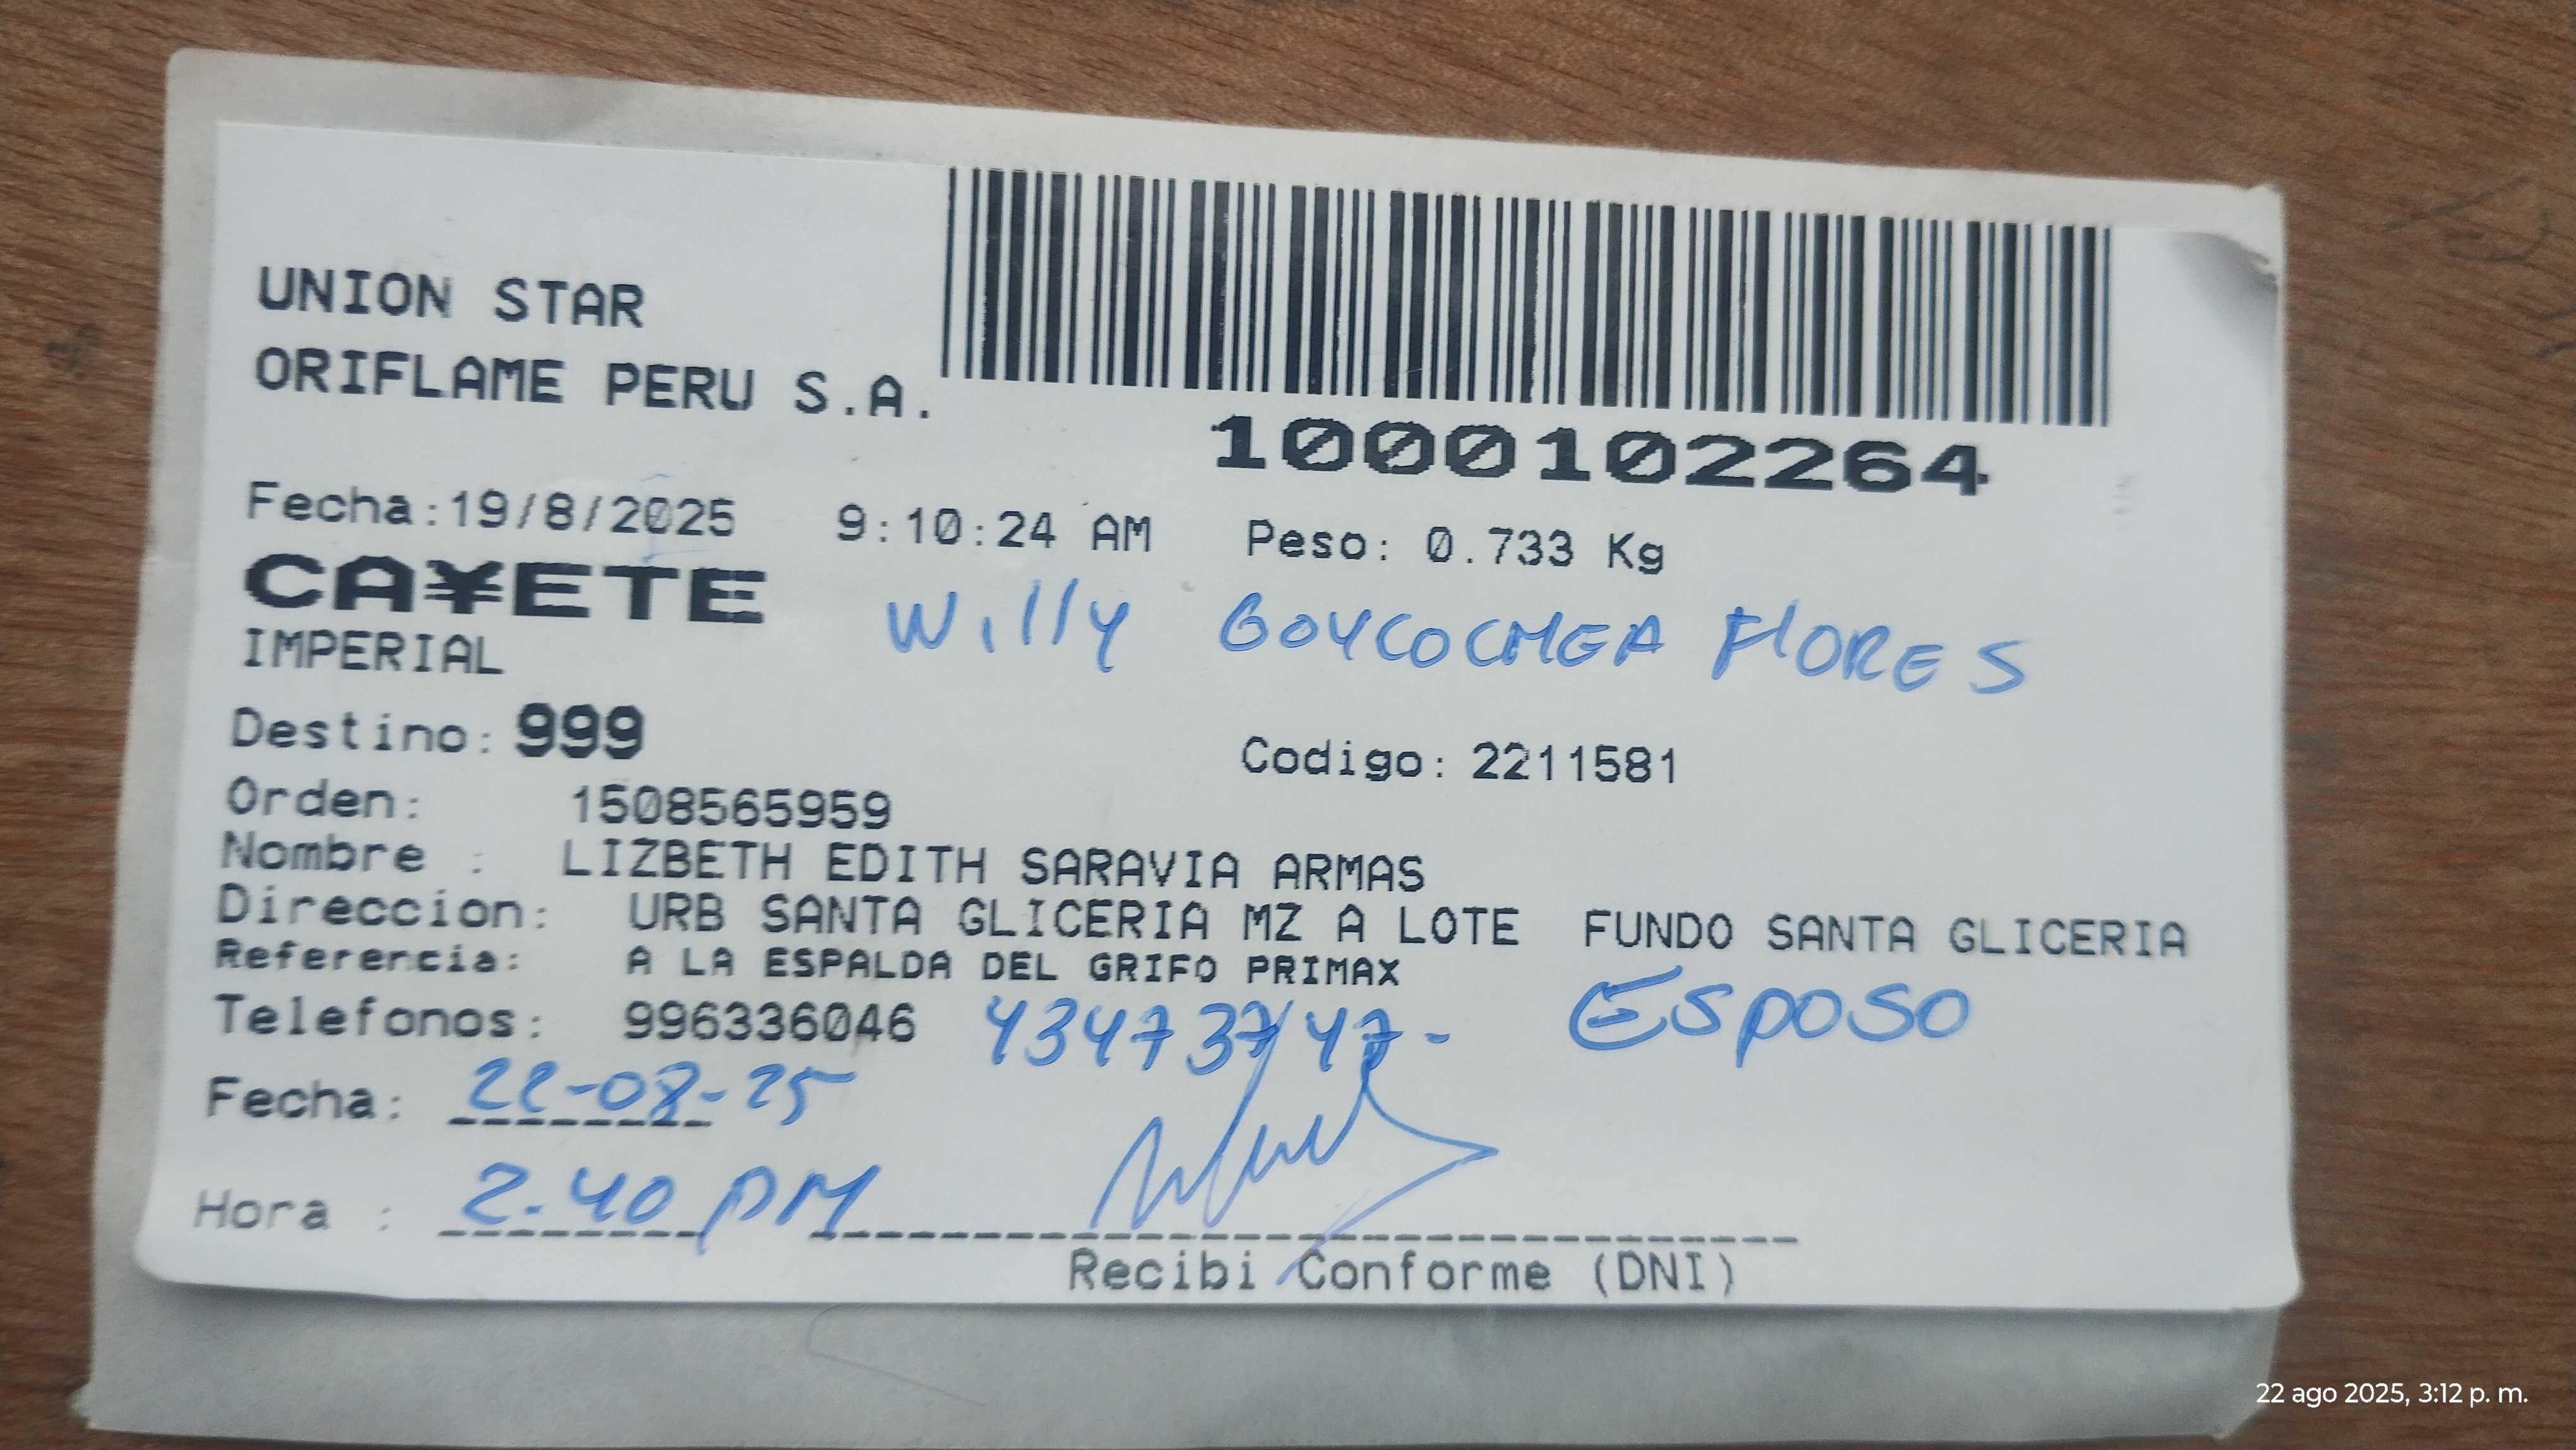 UNION STAR
ORIFLAME PERU S.A.
1000102264
Fecha:19/8/2025 9:10:24 AM Peso: 0.733 Kg
CA¥ETE
Willy GOYCOCHEA FLORES
IMPERIAL
Destino: 999
Codigo: 2211581
Orden: 1508565959
Nombre : LIZBETH EDITH SARAVIA ARMAS
Direccion: URB SANTA GLICERIA MZ A LOTE FUNDO SANTA GLICERIA
Referencia: A LA ESPALDA DEL GRIFO PRIMAX
Telefonos: 996336046 43473747- Esposo
Fecha: 22-08-25
Hora : 2.40 PM
Recibi Conforme (DNI)
22 ago 2025, 3:12 p. m.